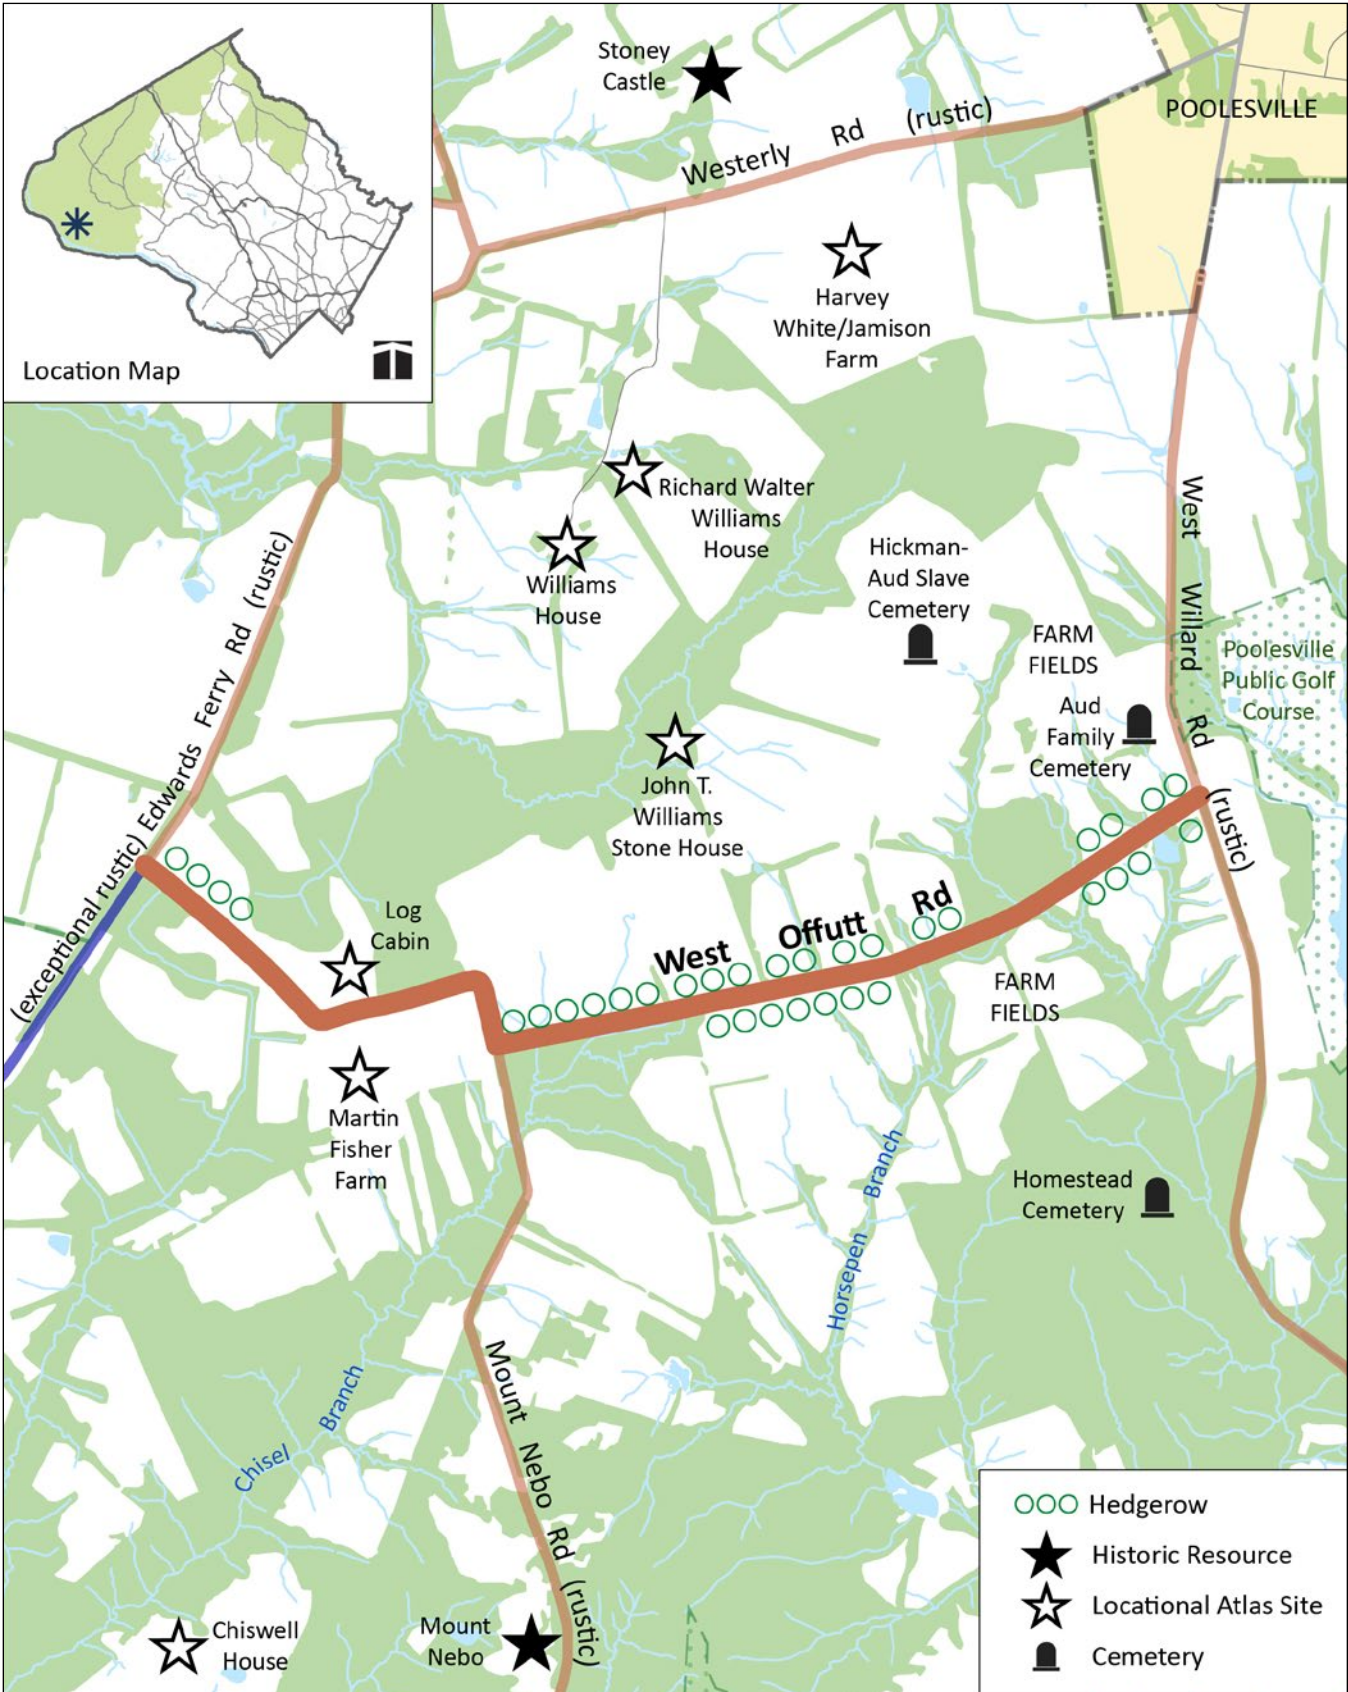 Stoney
Castle
Westerly Rd (rustic)
POOLESVILLE
Location Map
Harvey
White/Jamison
Farm
Richard Walter
Williams
House
Williams
House
Hickman-
Aud Slave
Cemetery
FARM
FIELDS
West Willard Rd (rustic)
Poolesville
Public Golf
Course
Aud
Family
Cemetery
Edwards Ferry Rd (rustic)
(exceptional rustic)
John T.
Williams
Stone House
Log
Cabin
West Offutt Rd
FARM
FIELDS
Martin
Fisher
Farm
Horsepen Branch
Homestead
Cemetery
Chisel Branch
Mount Nebo Rd (rustic)
Chiswell
House
Mount
Nebo
Hedgerow
Historic Resource
Locational Atlas Site
Cemetery